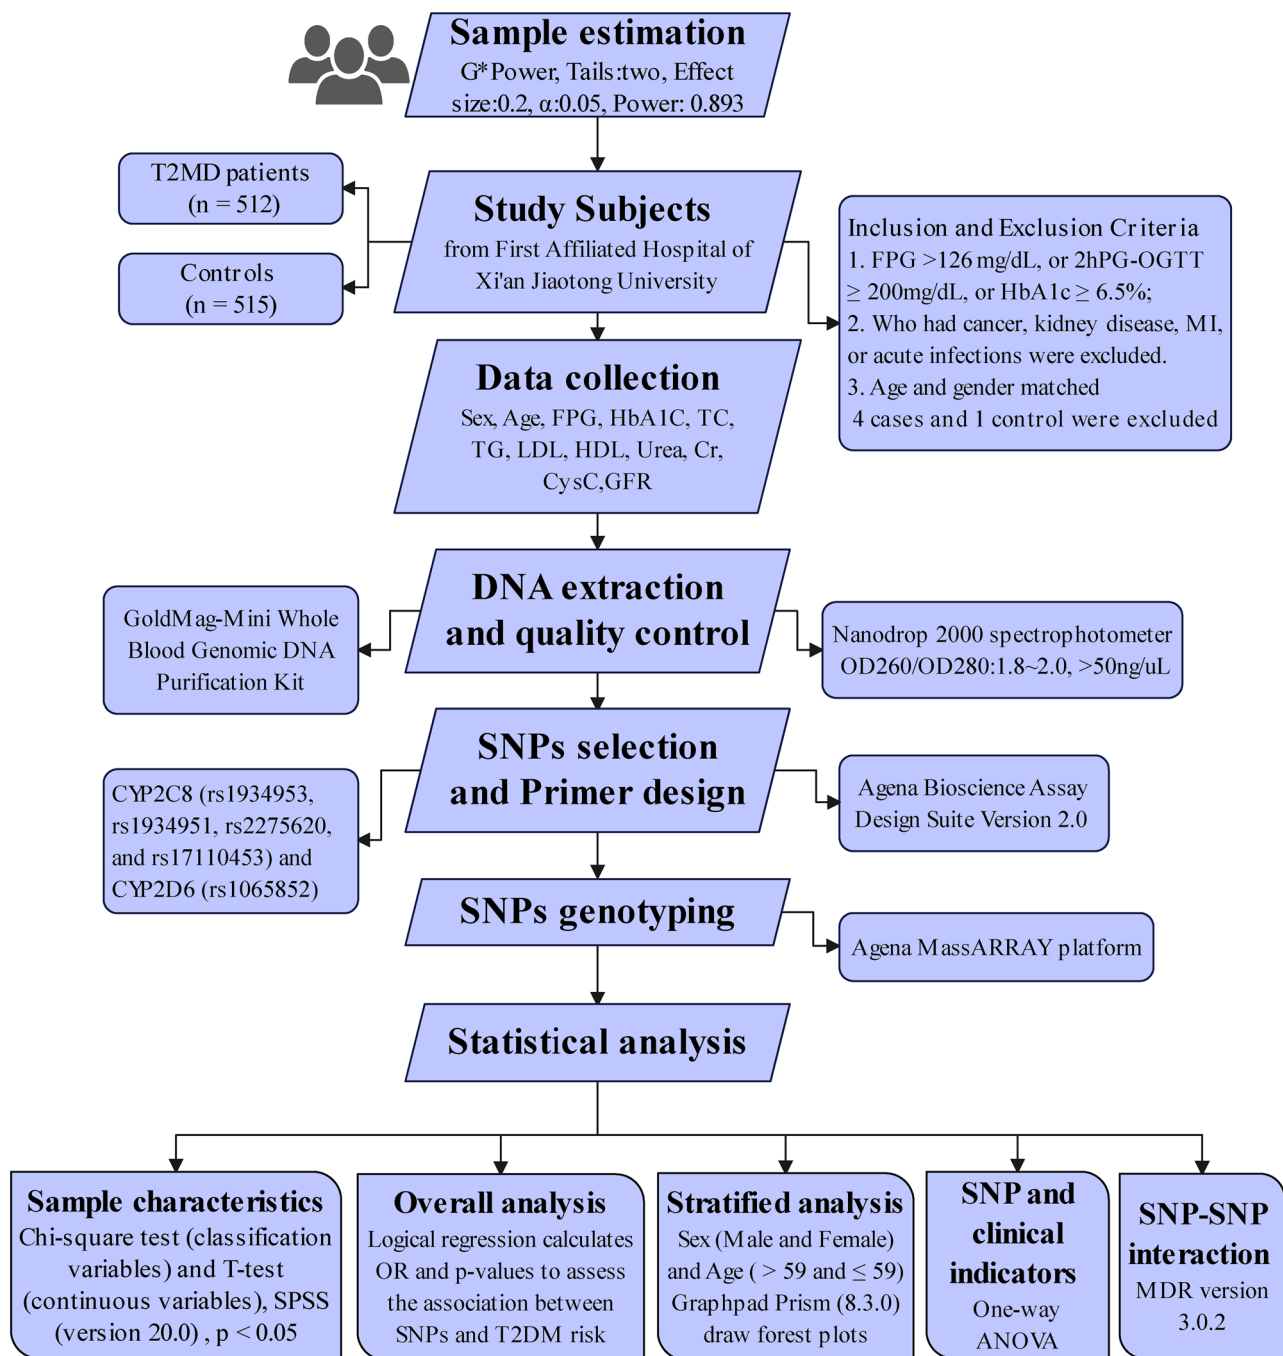 Sample estimation
G*Power, Tails:two, Effect
size:0.2, α:0.05, Power: 0.893
T2MD patients
(n = 512)
Controls
(n = 515)
Study Subjects
from First Affiliated Hospital of
Xi'an Jiaotong University
Inclusion and Exclusion Criteria
1. FPG >126 mg/dL, or 2hPG-OGTT
≥ 200mg/dL, or HbA1c ≥ 6.5%;
2. Who had cancer, kidney disease, MI,
or acute infections were excluded.
3. Age and gender matched
4 cases and 1 control were excluded
Data collection
Sex, Age, FPG, HbA1C, TC,
TG, LDL, HDL, Urea, Cr,
CysC,GFR
DNA extraction
and quality control
GoldMag-Mini Whole
Blood Genomic DNA
Purification Kit
Nanodrop 2000 spectrophotometer
OD260/OD280:1.8~2.0, >50ng/uL
SNPs selection
and Primer design
CYP2C8 (rs1934953,
rs1934951, rs2275620,
and rs17110453) and
CYP2D6 (rs1065852)
Agena Bioscience Assay
Design Suite Version 2.0
SNPs genotyping
Agena MassARRAY platform
Statistical analysis
Sample characteristics
Chi-square test (classification
variables) and T-test
(continuous variables), SPSS
(version 20.0) , p < 0.05
Overall analysis
Logical regression calculates
OR and p-values to assess
the association between
SNPs and T2DM risk
Stratified analysis
Sex (Male and Female)
and Age ( > 59 and ≤ 59)
Graphpad Prism (8.3.0)
draw forest plots
SNP and
clinical
indicators
One-way
ANOVA
SNP-SNP
interaction
MDR version
3.0.2